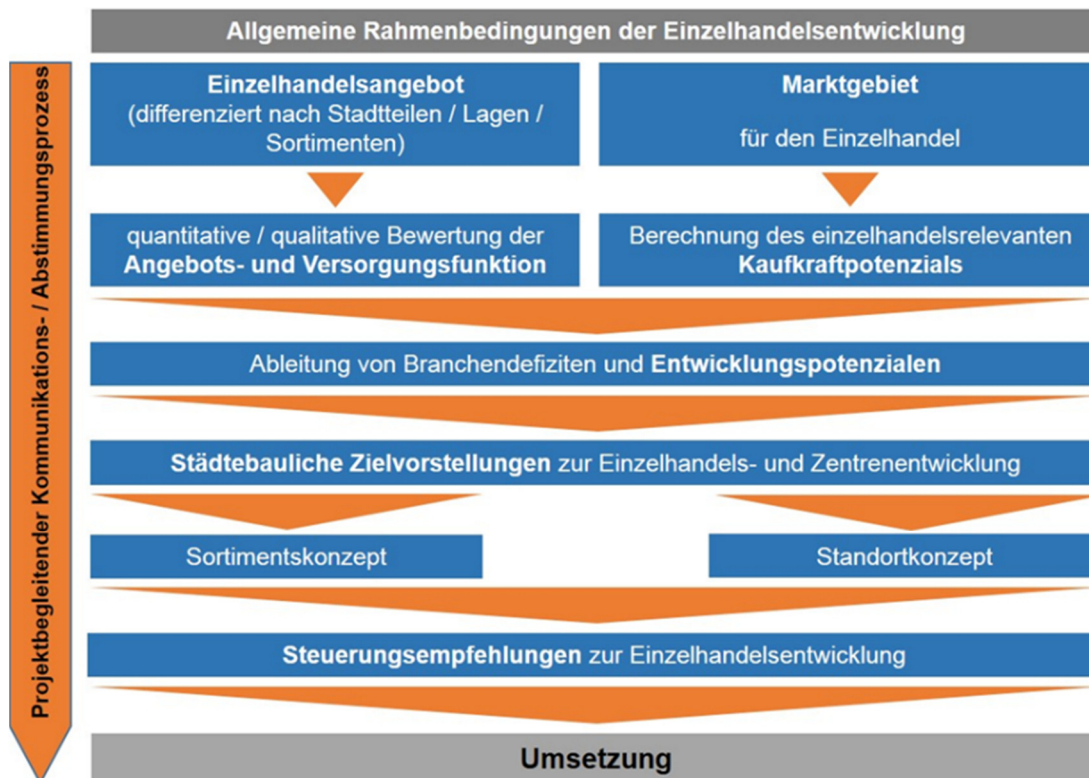 Allgemeine Rahmenbedingungen der Einzelhandelsentwicklung
Projektbegleitender Kommunikations- / Abstimmungsprozess
Einzelhandelsangebot
(differenziert nach Stadtteilen / Lagen /
Sortimenten)
Marktgebiet
für den Einzelhandel
quantitative / qualitative Bewertung der
Angebots- und Versorgungsfunktion
Berechnung des einzelhandelsrelevanten
Kaufkraftpotenzials
Ableitung von Branchendefiziten und Entwicklungspotenzialen
Städtebauliche Zielvorstellungen zur Einzelhandels- und Zentrenentwicklung
Sortimentskonzept
Standortkonzept
Steuerungsempfehlungen zur Einzelhandelsentwicklung
Umsetzung